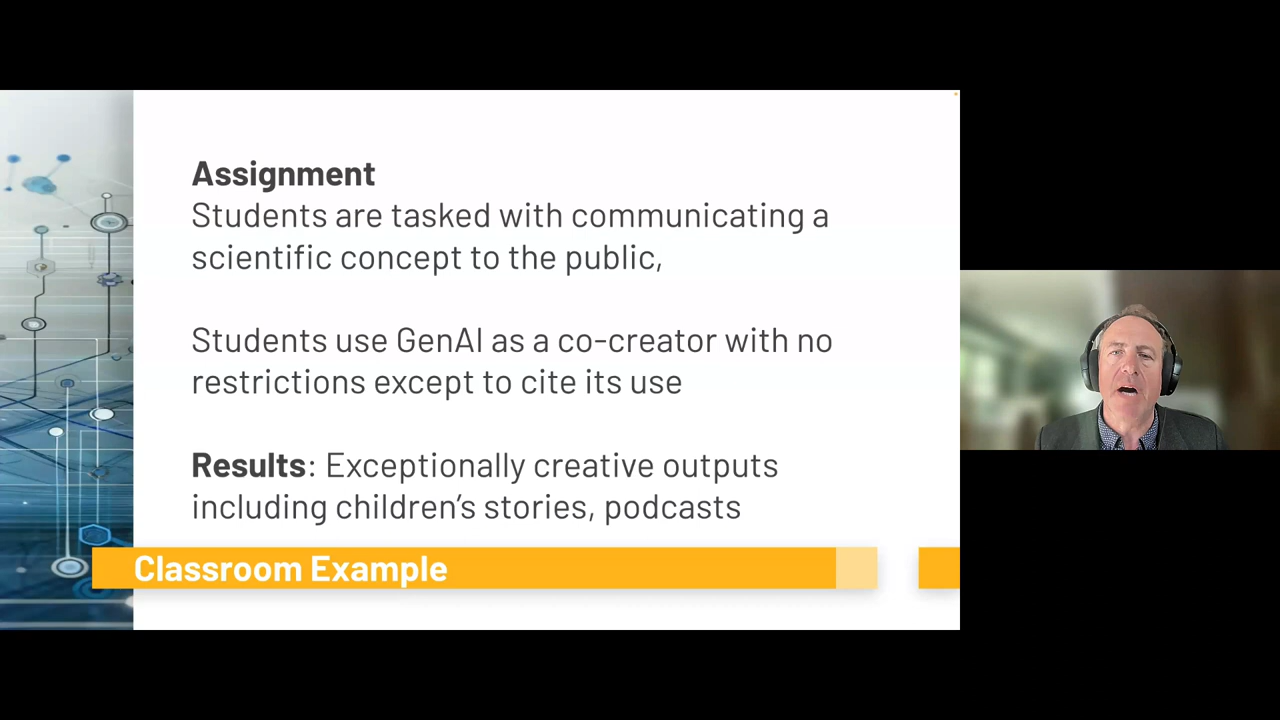 Assignment
Students are tasked with communicating a
scientific concept to the public,
Students use GenAI as a co-creator with no
restrictions except to cite its use
Results: Exceptionally creative outputs
including children’s stories, podcasts
Classroom Example